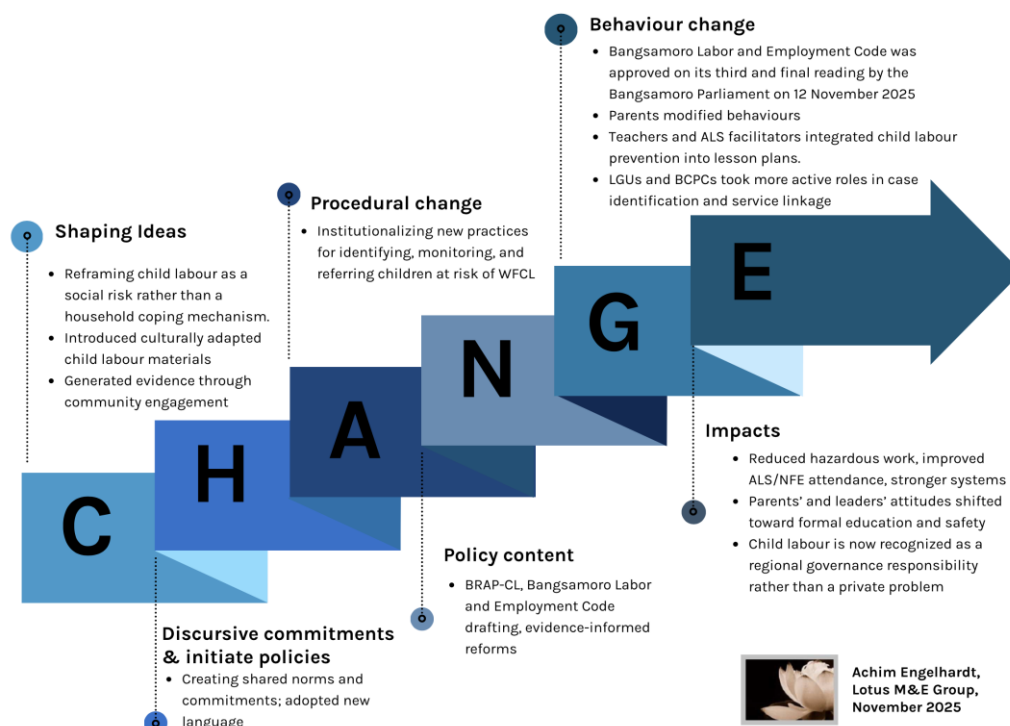 Shaping Ideas
• Reframing child labour as a
social risk rather than a
household coping mechanism.
• Introduced culturally adapted
child labour materials
• Generated evidence through
community engagement
Discursive commitments
& initiate policies
• Creating shared norms and
commitments; adopted new
language
Procedural change
• Institutionalizing new practices
for identifying, monitoring, and
referring children at risk of WFCL
Policy content
• BRAP-CL, Bangsamoro Labor
and Employment Code
drafting, evidence-informed
reforms
Behaviour change
• Bangsamoro Labor and Employment Code was
approved on its third and final reading by the
Bangsamoro Parliament on 12 November 2025
• Parents modified behaviours
• Teachers and ALS facilitators integrated child labour
prevention into lesson plans.
• LGUs and BCPCs took more active roles in case
identification and service linkage
Impacts
• Reduced hazardous work, improved
ALS/NFE attendance, stronger systems
• Parents’ and leaders’ attitudes shifted
toward formal education and safety
• Child labour is now recognized as a
regional governance responsibility
rather than a private problem
C H A N G E
Achim Engelhardt,
Lotus M&E Group,
November 2025